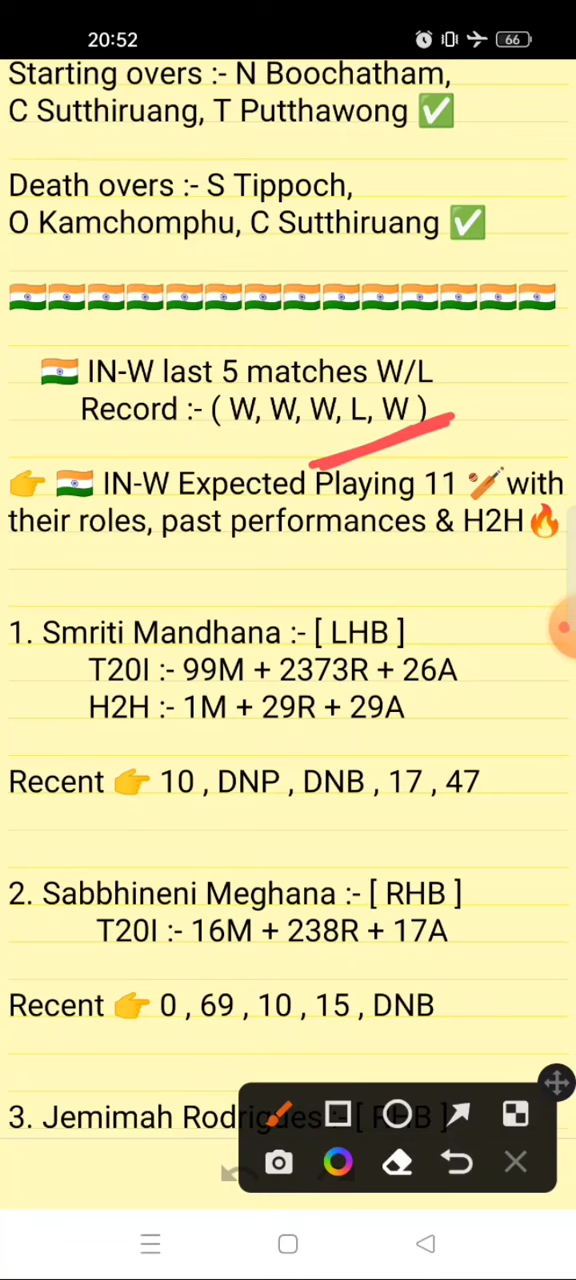 20:52
66
Starting overs :- N Boochatham,
C Sutthiruang, T Putthawong ✅
Death overs :- S Tippoch,
O Kamchomphu, C Sutthiruang ✅
🇮🇳🇮🇳🇮🇳🇮🇳🇮🇳🇮🇳🇮🇳🇮🇳🇮🇳🇮🇳🇮🇳🇮🇳🇮🇳🇮🇳
🇮🇳 IN-W last 5 matches W/L
Record :- ( W, W, W, L, W )
👉 🇮🇳 IN-W Expected Playing 11 🏏 with
their roles, past performances & H2H🔥
1. Smriti Mandhana :- [ LHB ]
T20I :- 99M + 2373R + 26A
H2H :- 1M + 29R + 29A
Recent 👉 10 , DNP , DNB , 17 , 47
2. Sabbhineni Meghana :- [ RHB ]
T20I :- 16M + 238R + 17A
Recent 👉 0 , 69 , 10 , 15 , DNB
3. Jemimah Rodrigues :- [ RHB ]